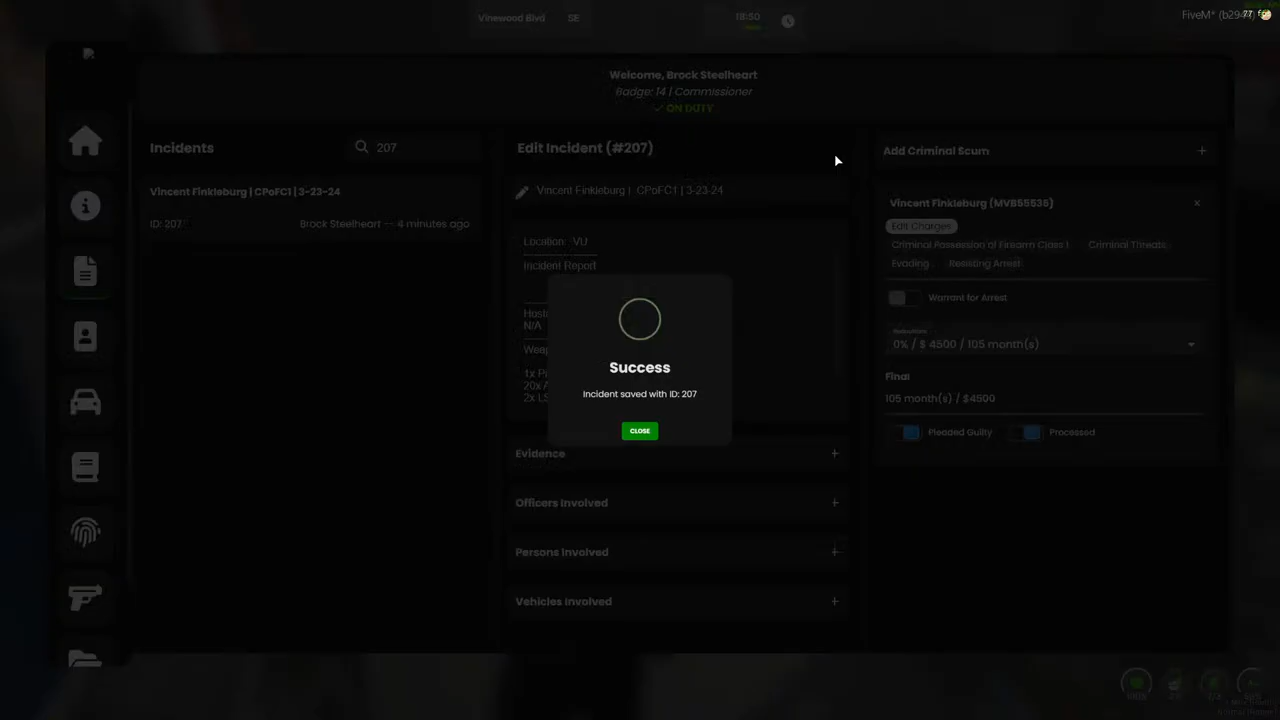 Vinewood Blvd SE
18:50
FiveM*
Welcome, Brock Steelheart
Badge: 14 | Commissioner
ON DUTY
Incidents
207
Vincent Finkleburg | CPoFC1 | 3-23-24
ID: 207
Brock Steelheart — 4 minutes ago
Edit Incident (#207)
Vincent Finkleburg | CPoFC1 | 3-23-24
Location: VU
Incident Report
N/A
Success
Incident saved with ID: 207
CLOSE
Evidence
Officers Involved
Persons Involved
Vehicles Involved
Add Criminal Scum
Vincent Finkleburg (MVB55535)
Edit Charges
Criminal Possession of Firearm Class 1 Criminal Threats
Evading Resisting Arrest
Warrant for Arrest
0% / $ 4500 / 105 month(s)
Final
105 month(s) / $4500
Pleaded Guilty Processed